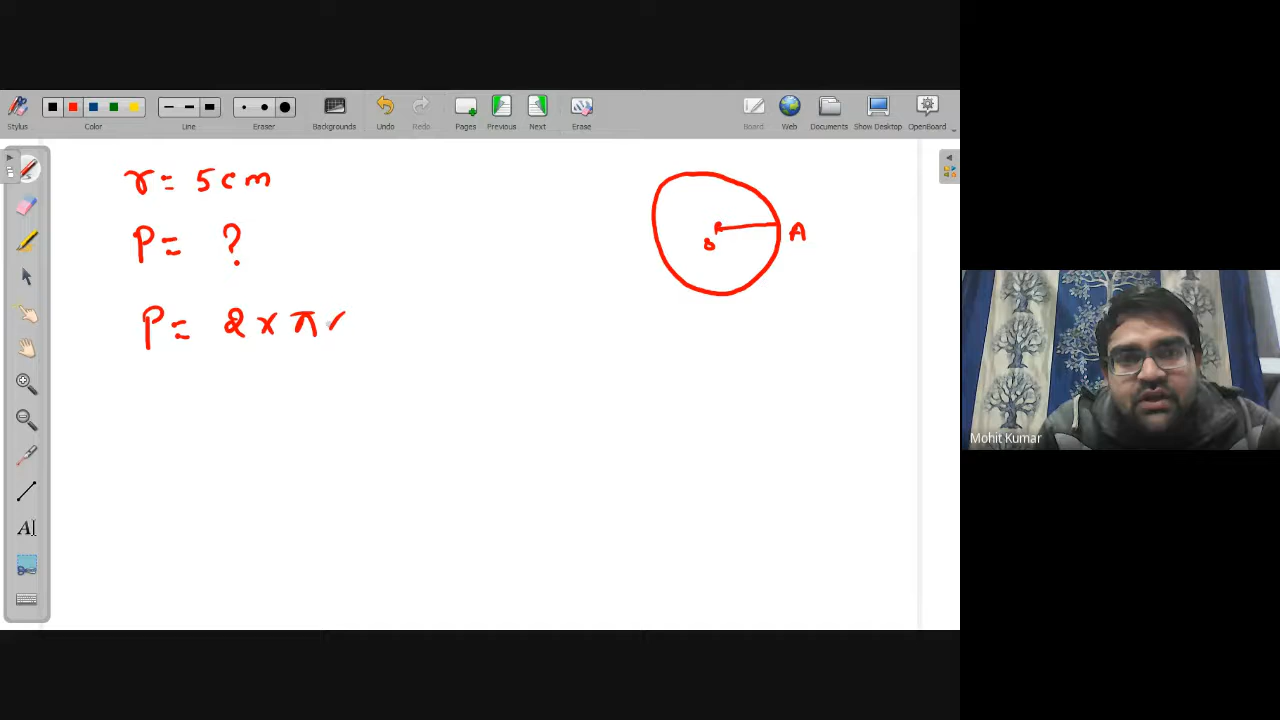 Stylus Color Line Eraser Backgrounds Undo Redo Pages Previous Next Erase Board Web Documents Show Desktop OpenBoard
r = 5 cm
P = ?
P = 2 × π r
O A
Mohit Kumar